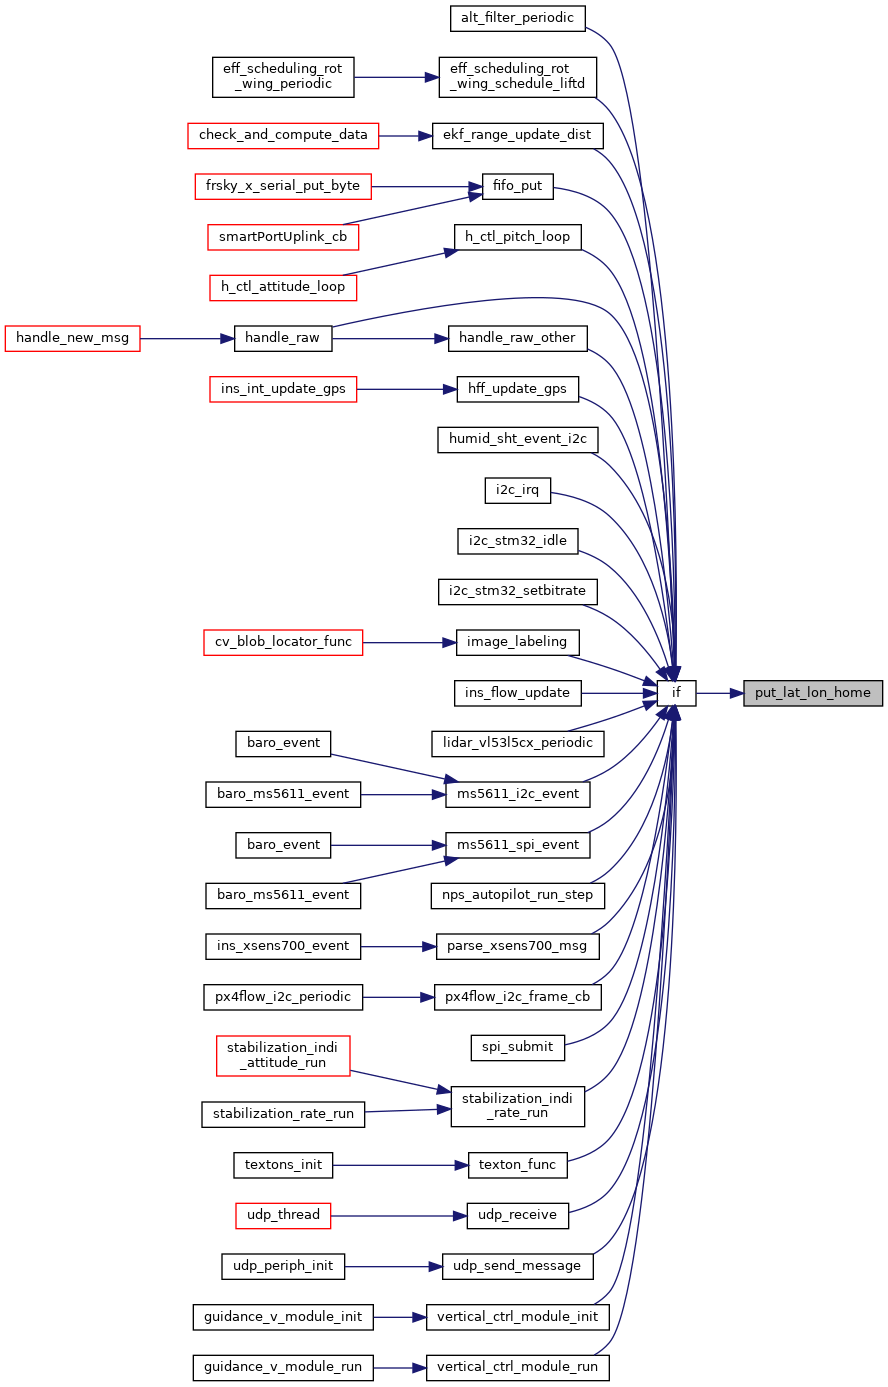 alt_filter_periodic
eff_scheduling_rot
_wing_periodic
eff_scheduling_rot
_wing_schedule_liftd
check_and_compute_data
ekf_range_update_dist
frsky_x_serial_put_byte
fifo_put
smartPortUplink_cb
h_ctl_pitch_loop
h_ctl_attitude_loop
handle_new_msg
handle_raw
handle_raw_other
ins_int_update_gps
hff_update_gps
humid_sht_event_i2c
i2c_irq
i2c_stm32_idle
i2c_stm32_setbitrate
cv_blob_locator_func
image_labeling
ins_flow_update
if
put_lat_lon_home
lidar_vl53l5cx_periodic
baro_event
baro_ms5611_event
ms5611_i2c_event
baro_event
ms5611_spi_event
baro_ms5611_event
nps_autopilot_run_step
ins_xsens700_event
parse_xsens700_msg
px4flow_i2c_periodic
px4flow_i2c_frame_cb
spi_submit
stabilization_indi
_attitude_run
stabilization_indi
_rate_run
stabilization_rate_run
textons_init
texton_func
udp_thread
udp_receive
udp_periph_init
udp_send_message
guidance_v_module_init
vertical_ctrl_module_init
guidance_v_module_run
vertical_ctrl_module_run